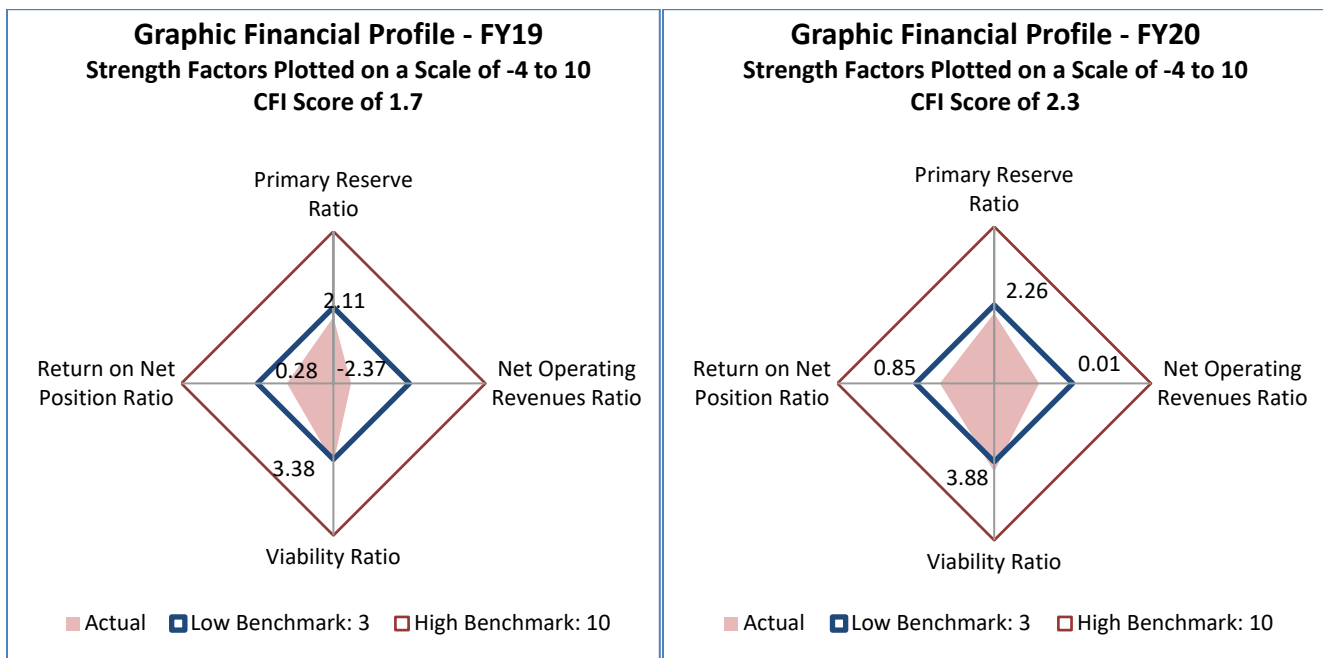 Graphic Financial Profile - FY19
Strength Factors Plotted on a Scale of -4 to 10
CFI Score of 1.7
Primary Reserve
Ratio
2.11
Return on Net
Position Ratio
0.28
-2.37
Net Operating
Revenues Ratio
3.38
Viability Ratio
Actual
Low Benchmark: 3
High Benchmark: 10
Graphic Financial Profile - FY20
Strength Factors Plotted on a Scale of -4 to 10
CFI Score of 2.3
Primary Reserve
Ratio
2.26
Return on Net
Position Ratio
0.85
0.01
Net Operating
Revenues Ratio
3.88
Viability Ratio
Actual
Low Benchmark: 3
High Benchmark: 10